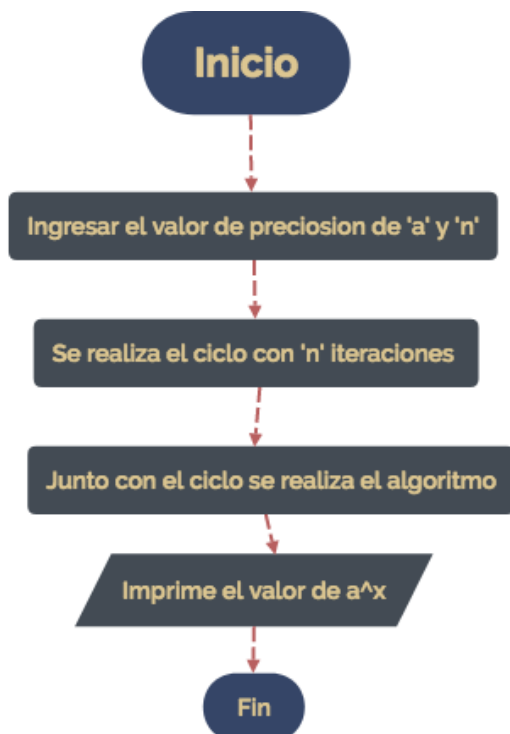 Inicio
Ingresar el valor de preciosion de 'a' y 'n'
Se realiza el ciclo con 'n' iteraciones
Junto con el ciclo se realiza el algoritmo
Imprime el valor de a^x
Fin